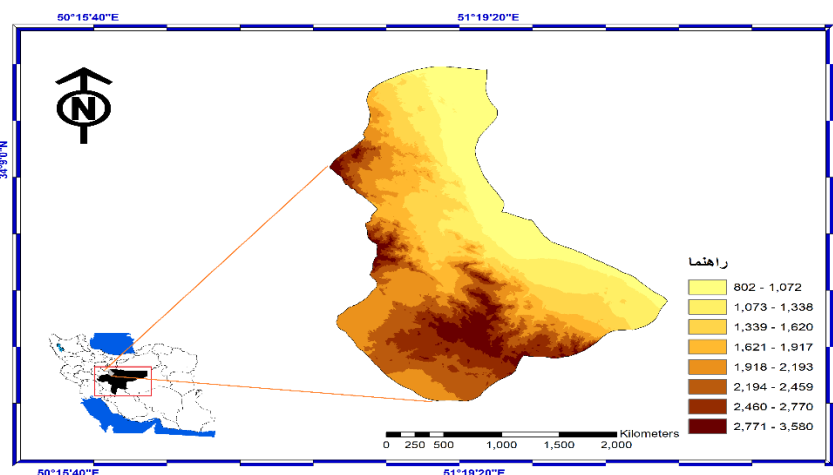 50°15'40"E 51°19'20"E
34°9'0"N
N
راهنما
802 - 1,072
1,073 - 1,338
1,339 - 1,620
1,621 - 1,917
1,918 - 2,193
2,194 - 2,459
2,460 - 2,770
2,771 - 3,580
Kilometers
0 250 500 1,000 1,500 2,000
50°15'40"E 51°19'20"E